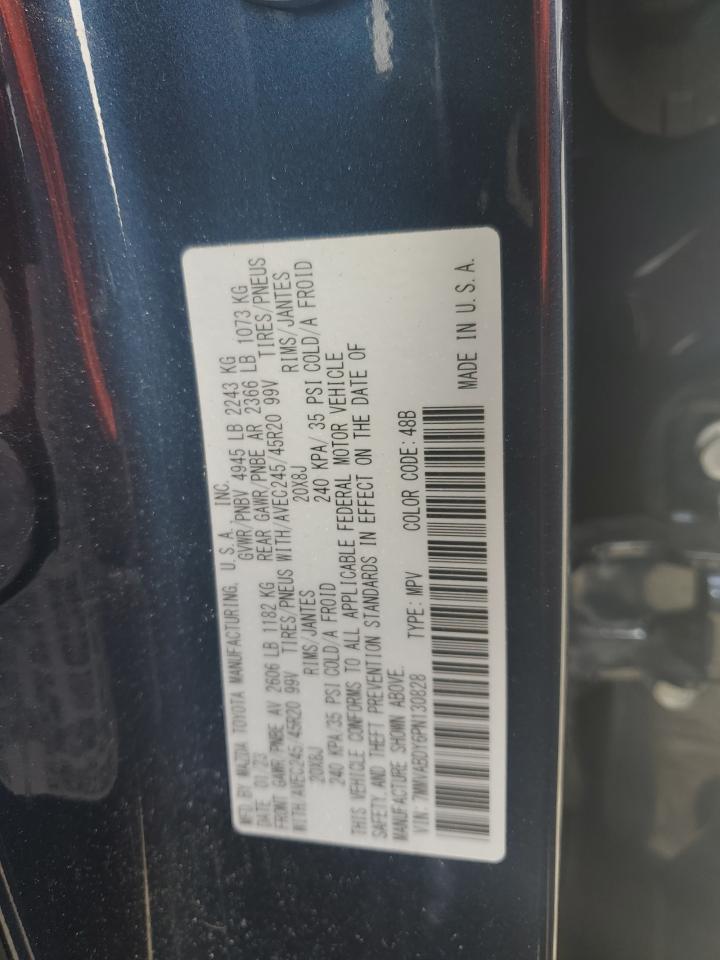 MFD BY MAZDA TOYOTA MANUFACTURING, U.S.A., INC.
DATE 01/23 GVWR/PNBV 4945 LB 2243 KG
FRONT GAWR/PNBE AV 2606 LB 1182 KG REAR GAWR/PNBE AR 2366 LB 1073 KG
WITH/AVEC245/45R20 99V TIRES/PNEUS WITH/AVEC245/45R20 99V TIRES/PNEUS
20X8J RIMS/JANTES 20X8J RIMS/JANTES
240 KPA/35 PSI COLD/A FROID 240 KPA/ 35 PSI COLD/A FROID
THIS VEHICLE CONFORMS TO ALL APPLICABLE FEDERAL MOTOR VEHICLE
SAFETY AND THEFT PREVENTION STANDARDS IN EFFECT ON THE DATE OF
MANUFACTURE SHOWN ABOVE.
VIN: 7MMVABDY6PN130828 TYPE: MPV COLOR CODE: 48B
MADE IN U.S.A.